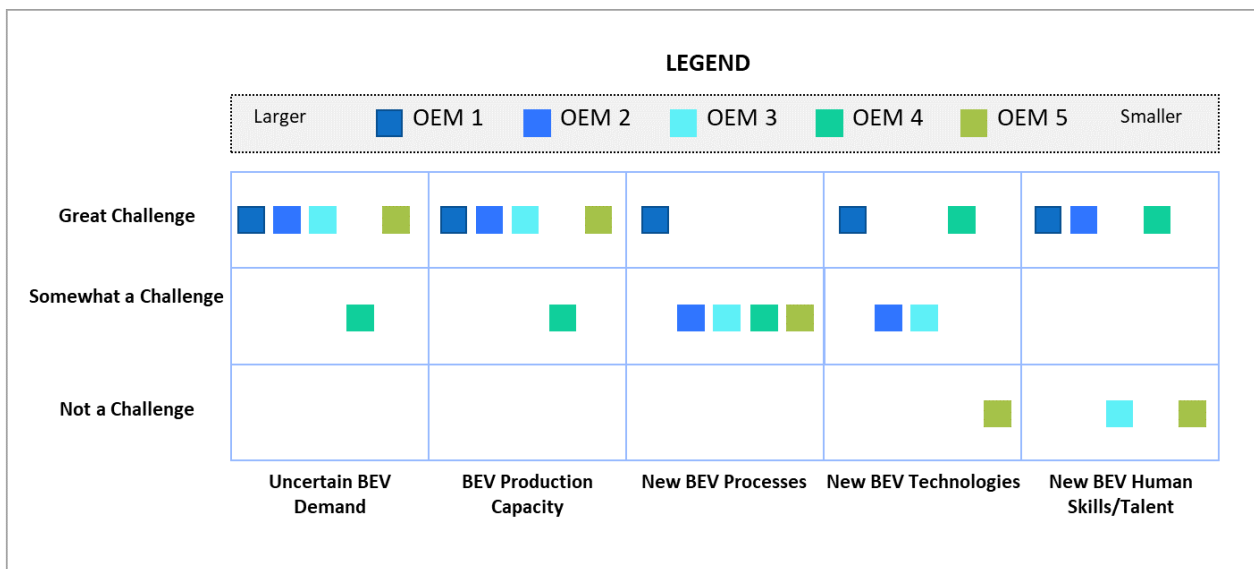 LEGEND
Larger OEM 1 OEM 2 OEM 3 OEM 4 OEM 5 Smaller
Great Challenge
Somewhat a Challenge
Not a Challenge
Uncertain BEV
Demand
BEV Production
Capacity
New BEV Processes
New BEV Technologies
New BEV Human
Skills/Talent